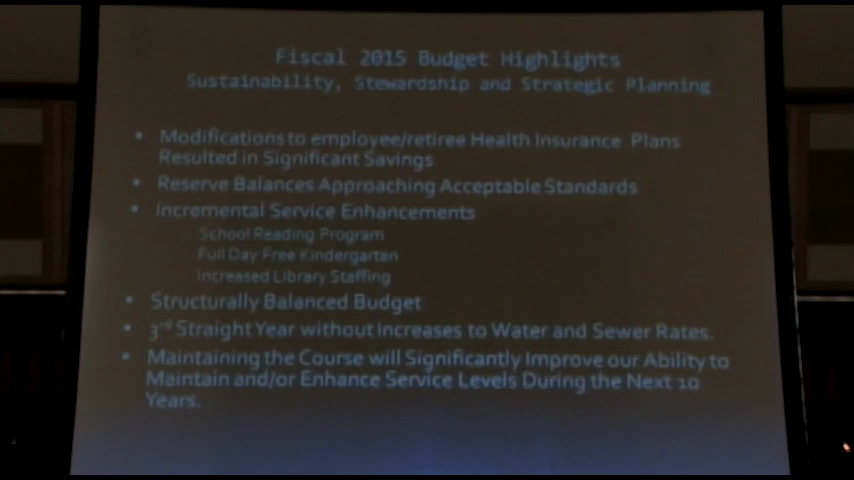 Fiscal 2015 Budget Highlights
Sustainability, Stewardship and Strategic Planning
• Modifications to employee/retiree Health Insurance Plans
Resulted in Significant Savings
• Reserve Balances Approaching Acceptable Standards
• Incremental Service Enhancements
School Reading Program
Full Day Free Kindergarten
Increased Library Staffing
• Structurally Balanced Budget
• 3rd Straight Year without Increases to Water and Sewer Rates.
• Maintaining the Course will Significantly Improve our Ability to
Maintain and/or Enhance Service Levels During the Next 10
Years.